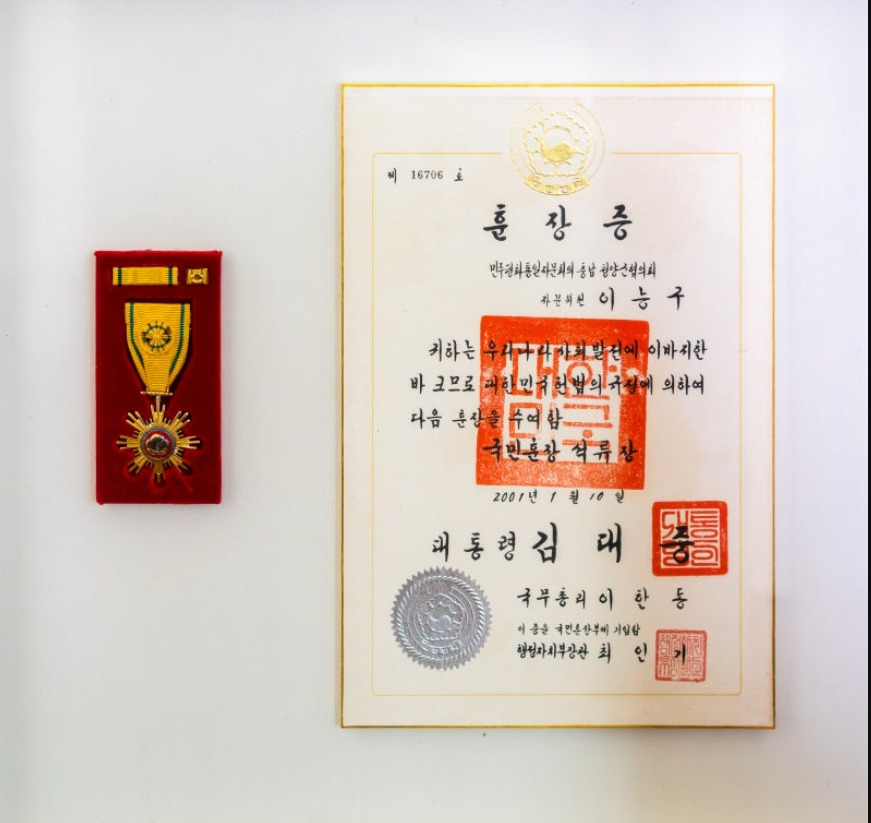 제 16706 호
훈장증
민주평화통일자문회의 충남 청양군협의회
자문위원 이능구
귀하는 우리나라 사회발전에 이바지한
바 크므로 대한민국헌법의 규정에 의하여
다음 훈장을 수여함
국민훈장 석류장
2001년 1월 10일
대통령 김대중
국무총리 이한동
이 증을 국민훈장부에 기입함
행정자치부장관 최인기
대한민국